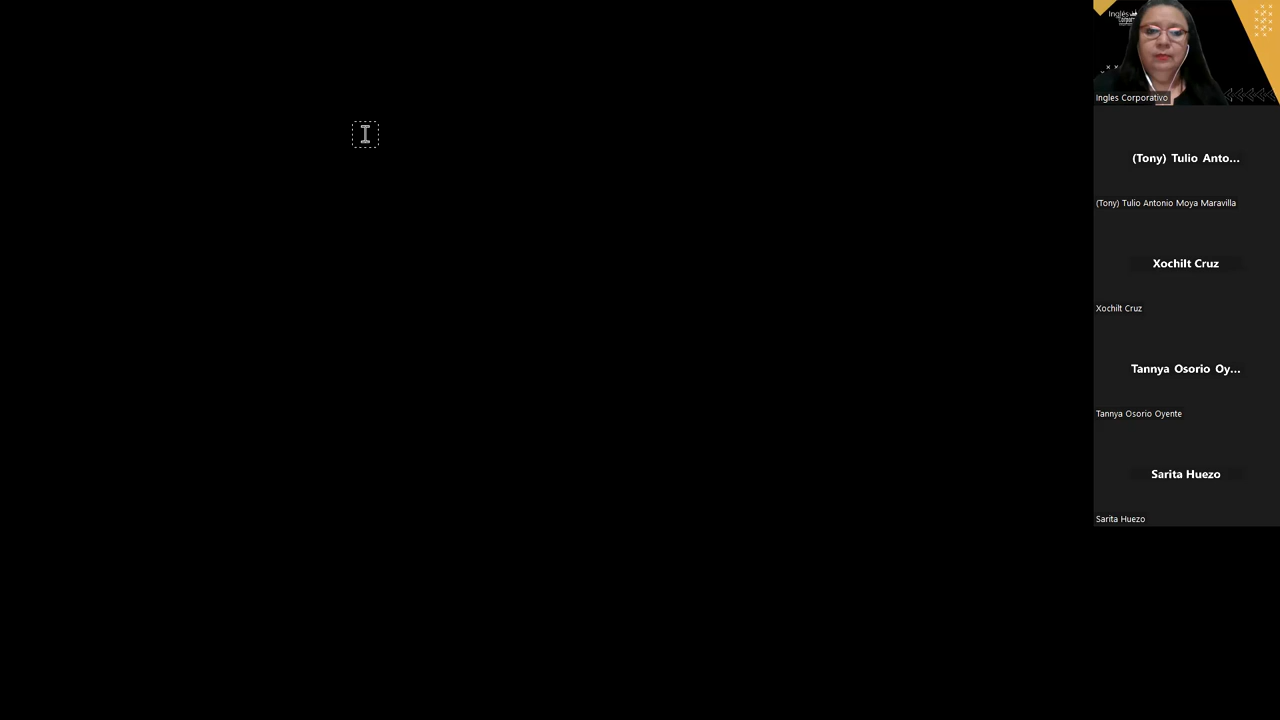 Inglés
Ingles Corporativo
(Tony) Tulio Anto...
(Tony) Tulio Antonio Moya Maravilla
Xochilt Cruz
Xochilt Cruz
Tannya Osorio Oy...
Tannya Osorio Oyente
Sarita Huezo
Sarita Huezo